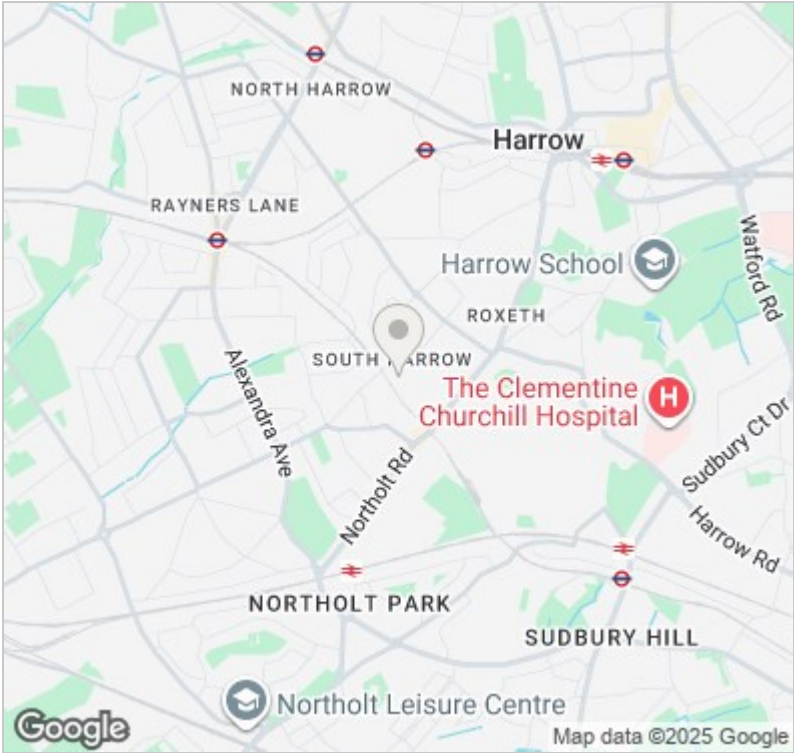 NORTH HARROW
Harrow
RAYNERS LANE
Watford Rd
Harrow School
ROXETH
SOUTH HARROW
Alexandra Ave
The Clementine
Churchill Hospital
H
Sudbury Ct Dr
Northolt Rd
Harrow Rd
NORTHOLT PARK
SUDBURY HILL
Northolt Leisure Centre
Google
Map data ©2025 Google